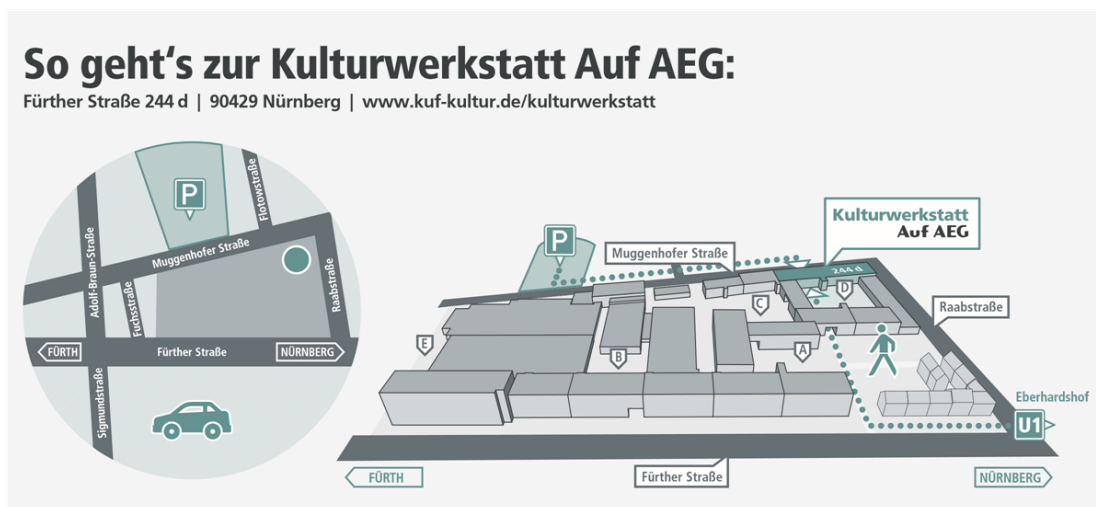 So geht‘s zur Kulturwerkstatt Auf AEG:
Fürther Straße 244 d | 90429 Nürnberg | www.kuf-kultur.de/kulturwerkstatt
P
Flotowstraße
Muggenhofer Straße
Adolf-Braun-Straße
Fuchsstraße
Raabstraße
FÜRTH
Fürther Straße
NÜRNBERG
Sigmundstraße
P
Muggenhofer Straße
Kulturwerkstatt
Auf AEG
244 d
D
C
Raabstraße
E
B
A
Eberhardshof
U1
FÜRTH
Fürther Straße
NÜRNBERG